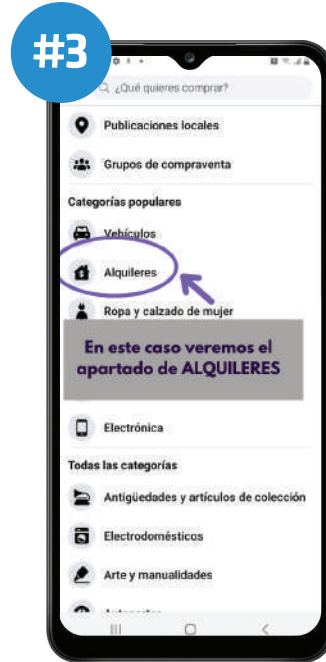 #3
¿Qué quieres comprar?
Publicaciones locales
Grupos de compraventa
Categorías populares
Vehículos
Alquileres
Ropa y calzado de mujer
En este caso veremos el
apartado de ALQUILERES
Electrónica
Todas las categorías
Antigüedades y artículos de colección
Electrodomésticos
Arte y manualidades